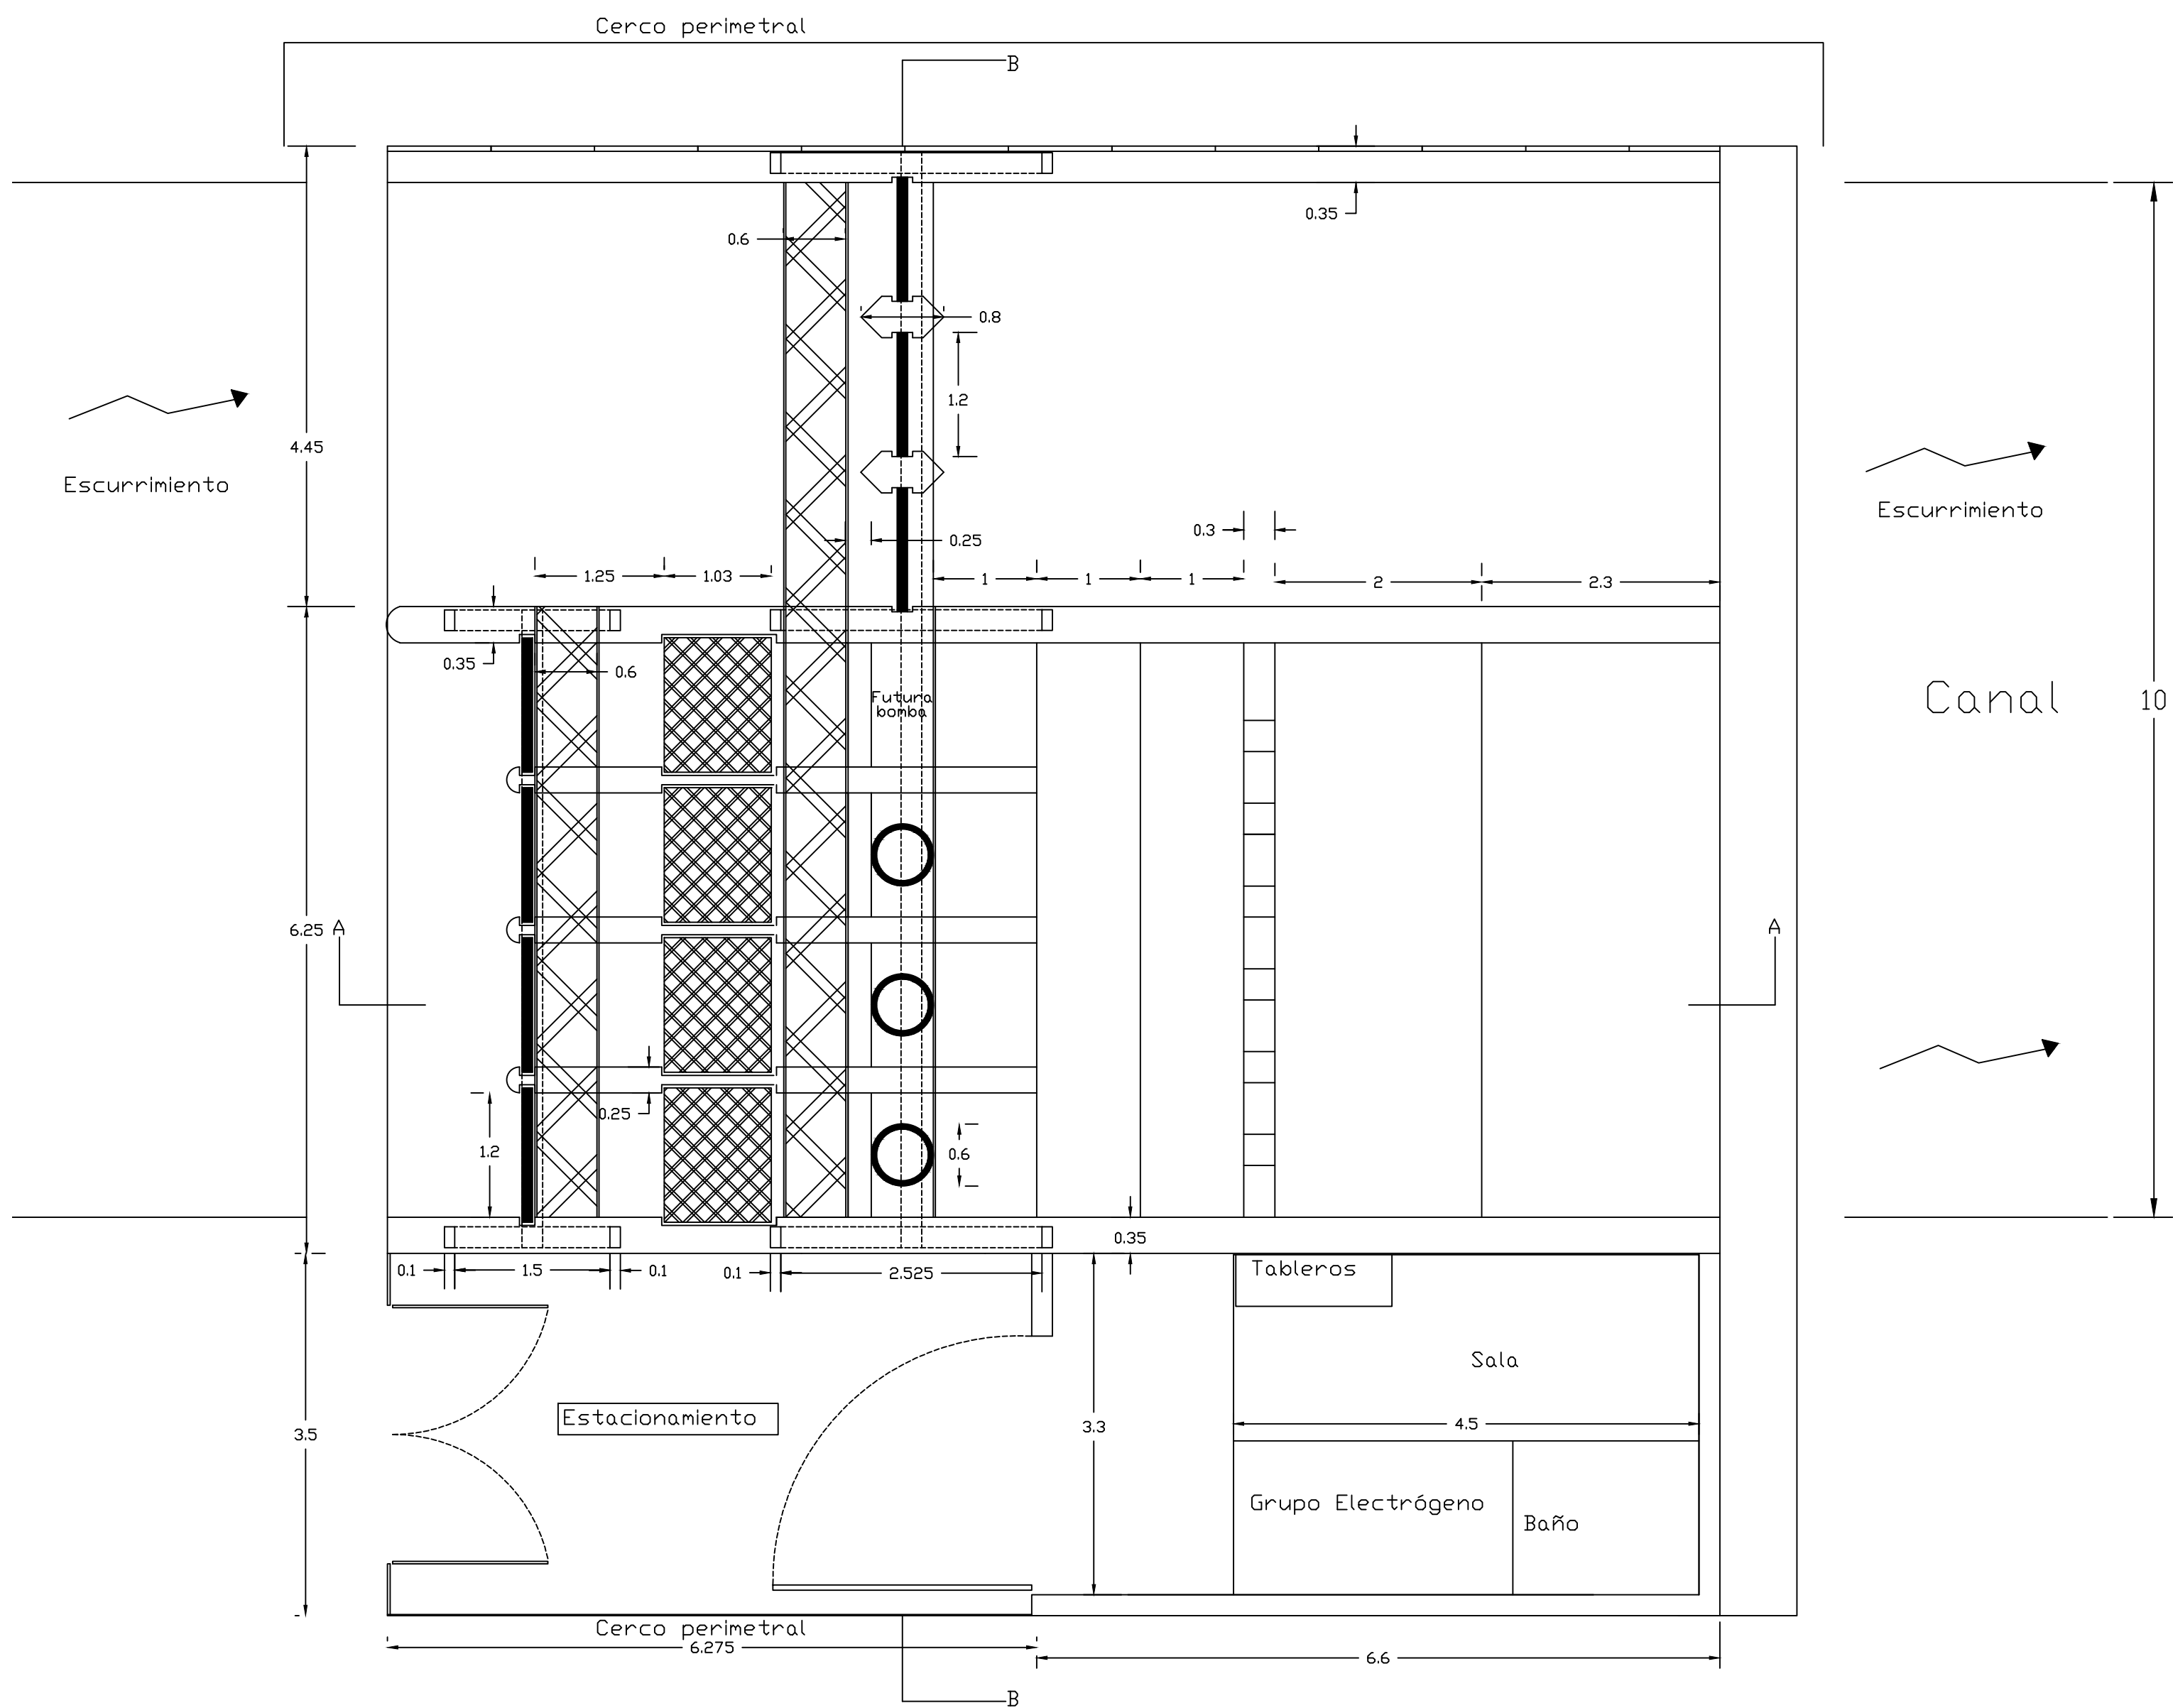 Cerco perimetral
B
0.35
0.6
0.8
1.2
4.45
Escurrimiento
Escurrimiento
0.3
0.25
1.25
1.03
1
1
1
2
2.3
0.35
0.6
Futura
bomba
Canal
10
6.25
A
A
0.25
1.2
0.6
0.35
0.1
1.5
0.1
0.1
2.525
Tableros
Sala
Estacionamiento
3.5
3.3
4.5
Grupo Electrógeno
Baño
Cerco perimetral
6.275
6.6
B